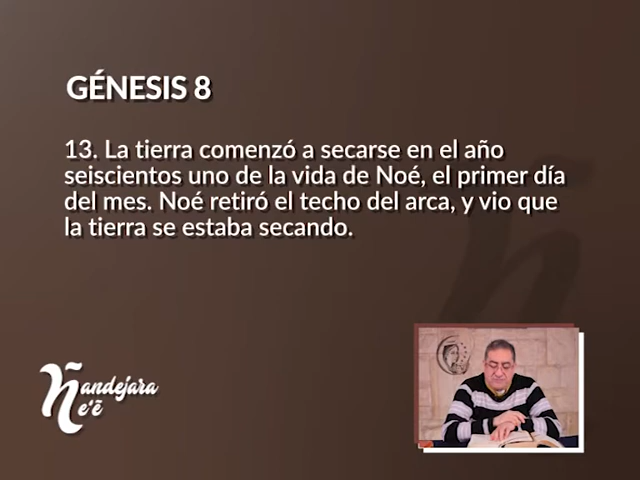 GÉNESIS 8
13. La tierra comenzó a secarse en el año
seiscientos uno de la vida de Noé, el primer día
del mes. Noé retiró el techo del arca, y vio que
la tierra se estaba secando.
Ñandejara
Ñe'ẽ